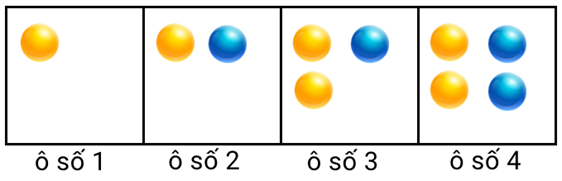 ô số 1 ô số 2 ô số 3 ô số 4